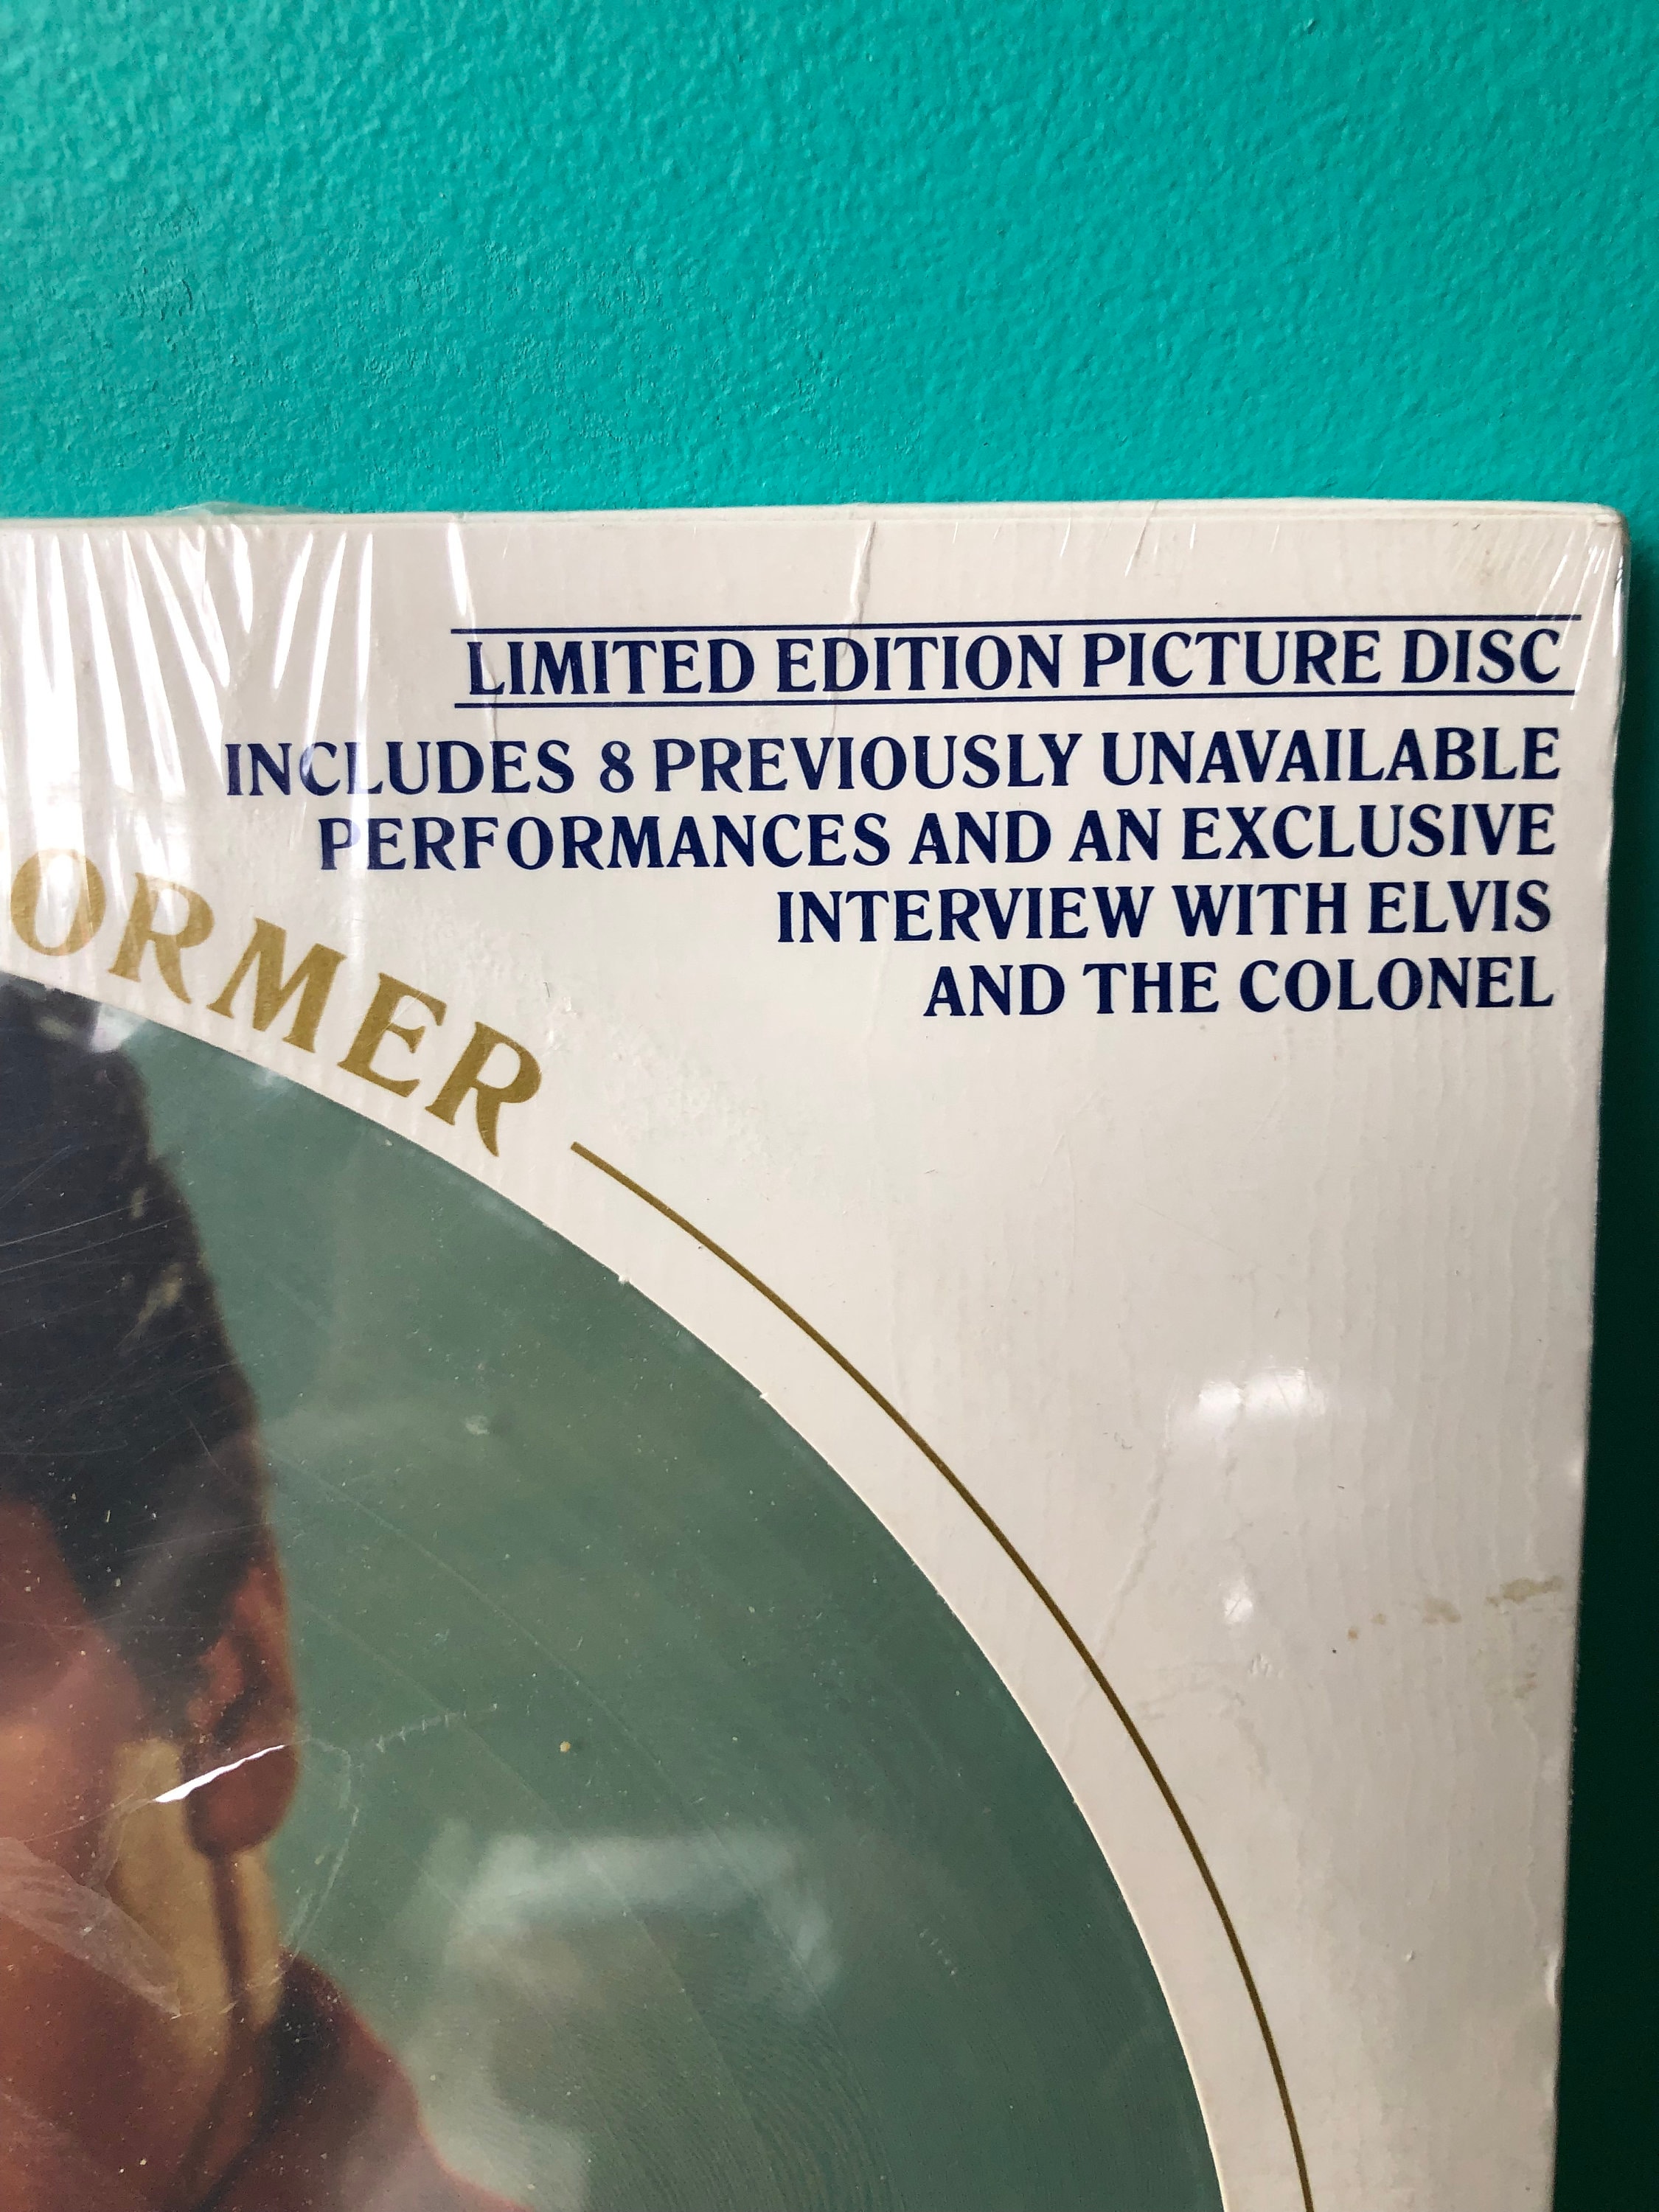 LIMITED EDITION PICTURE DISC
INCLUDES 8 PREVIOUSLY UNAVAILABLE
PERFORMANCES AND AN EXCLUSIVE
INTERVIEW WITH ELVIS
AND THE COLONEL
ORMER